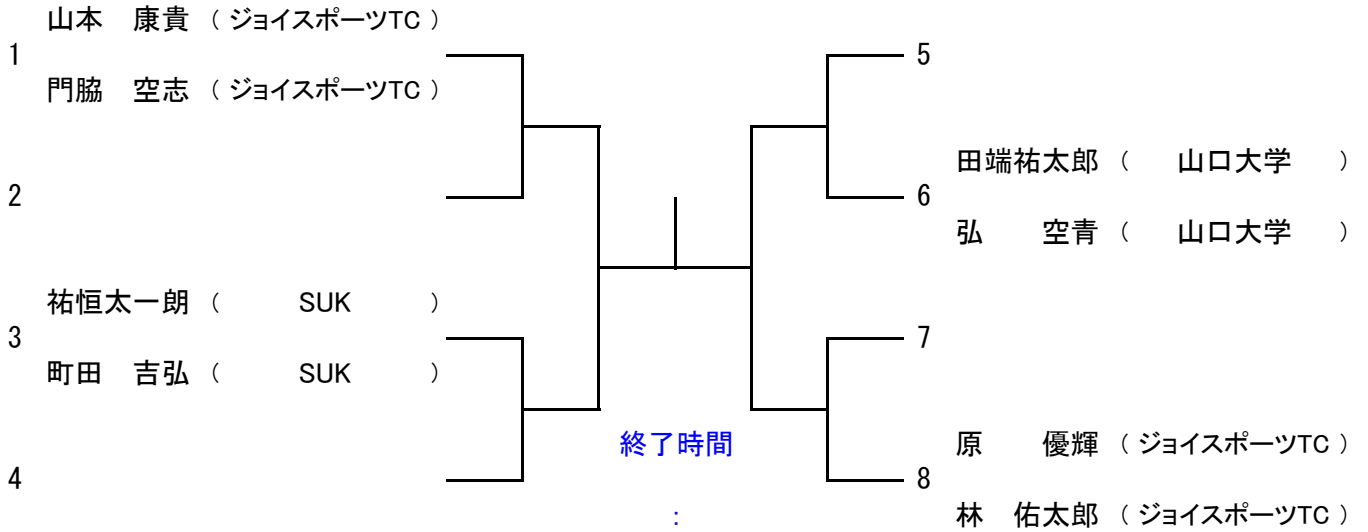 山本　康貴 （ ジョイスポーツTC ）
1
門脇　空志 （ ジョイスポーツTC ）
2
祐恒太一朗 （　SUK　）
3
町田　吉弘 （　SUK　）
4
5
田端祐太郎 （　山口大学　）
6
弘　　空青 （　山口大学　）
7
原　　優輝 （ ジョイスポーツTC ）
8
林　佑太郎 （ ジョイスポーツTC ）
終了時間
: